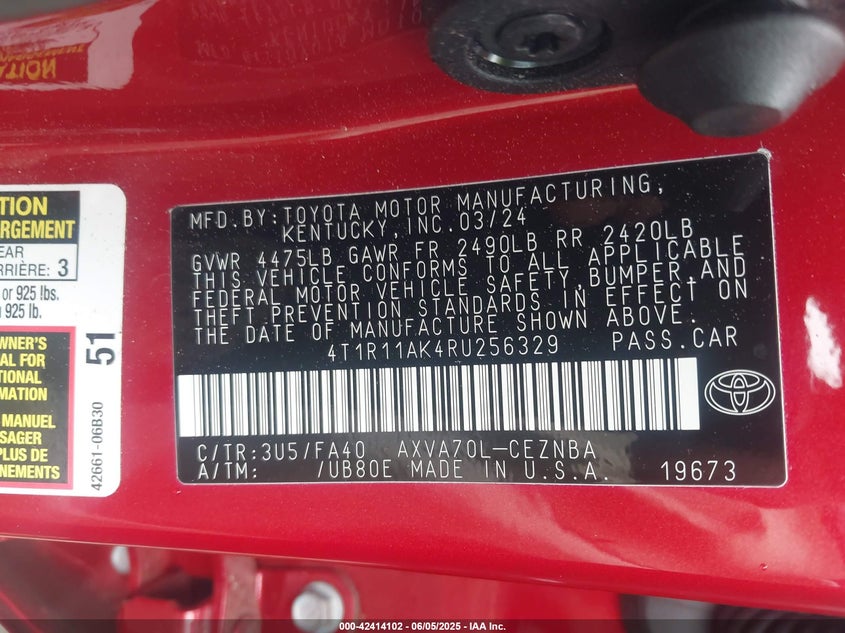 TION
ARGEMENT
EAR
ARRIÈRE: 3
or 925 lbs.
925 lb.
OWNER'S
AL FOR
TIONAL
MANUEL
SAGER
PLUS DE
NEMENTS
51
42661-06B30
MFD.BY:TOYOTA MOTOR MANUFACTURING,
KENTUCKY,INC.03/24
GVWR 4475LB GAWR FR 2490LB RR 2420LB
THIS VEHICLE CONFORMS TO ALL APPLICABLE
FEDERAL MOTOR VEHICLE SAFETY,BUMPER,AND
THEFT PREVENTION STANDARDS IN EFFECT ON
THE DATE OF MANUFACTURE SHOWN ABOVE.
4T1R11AK4RU256329 PASS.CAR
C/TR:3U5/FA40 AXVA70L-CEZNBA
A/TM: /UB80E MADE IN U.S.A. 19673
000-42414102 - 06/05/2025 - IAA Inc.